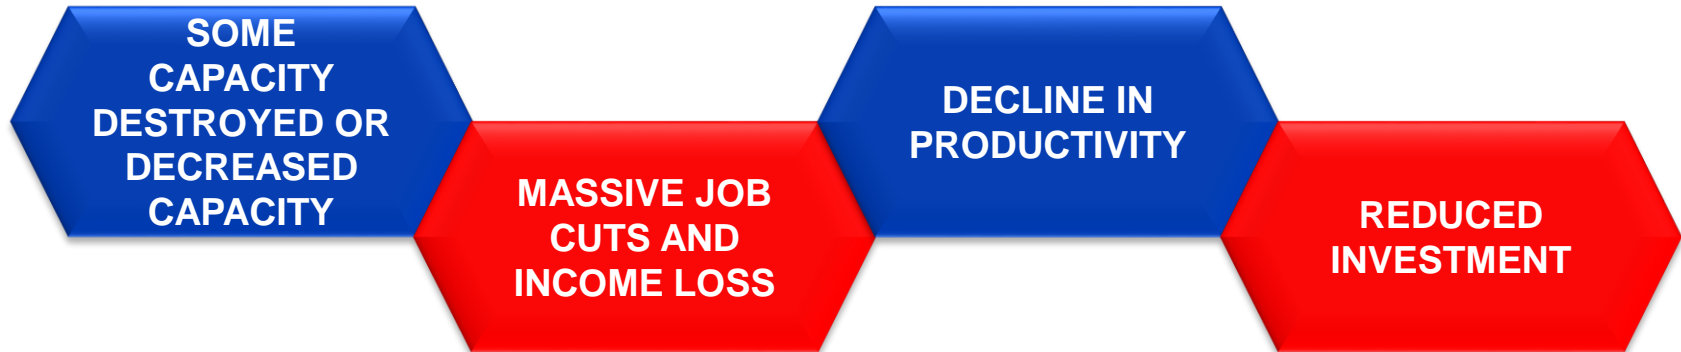 SOME
CAPACITY
DESTROYED OR
DECREASED
CAPACITY
MASSIVE JOB
CUTS AND
INCOME LOSS
DECLINE IN
PRODUCTIVITY
REDUCED
INVESTMENT